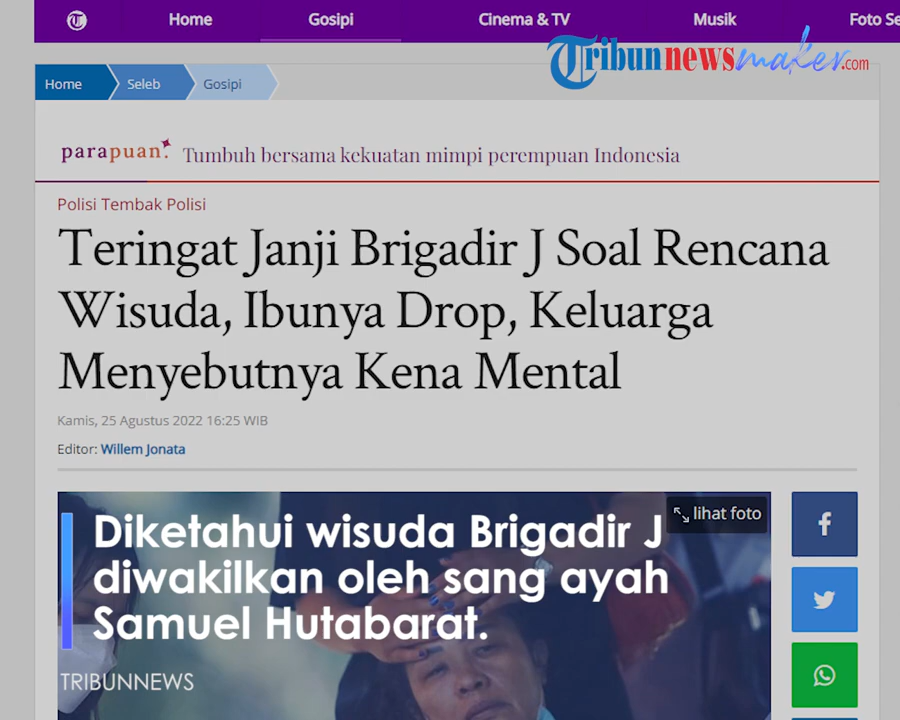 Home Gosipi Cinema & TV Musik Foto Se
Tribunnewsmaker.com
Home Seleb Gosipi
parapuan. Tumbuh bersama kekuatan mimpi perempuan Indonesia
Polisi Tembak Polisi
Teringat Janji Brigadir J Soal Rencana
Wisuda, Ibunya Drop, Keluarga
Menyebutnya Kena Mental
Kamis, 25 Agustus 2022 16:25 WIB
Editor: Willem Jonata
lihat foto
Diketahui wisuda Brigadir J
diwakilkan oleh sang ayah
Samuel Hutabarat.
TRIBUNNEWS